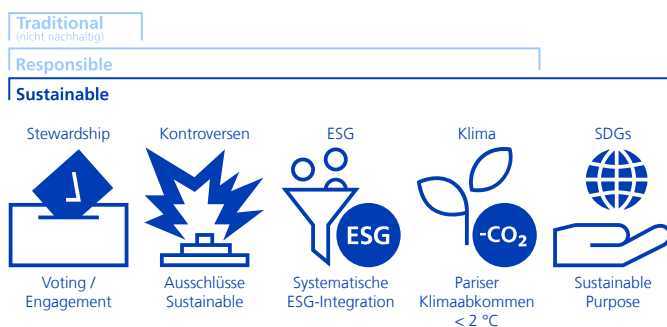 Traditional
(nicht nachhaltig)
Responsible
Sustainable
Stewardship
Kontroversen
ESG
Klima
SDGs
ESG
-CO₂
Voting /
Engagement
Ausschlüsse
Sustainable
Systematische
ESG-Integration
Pariser
Klimaabkommen
< 2 °C
Sustainable
Purpose